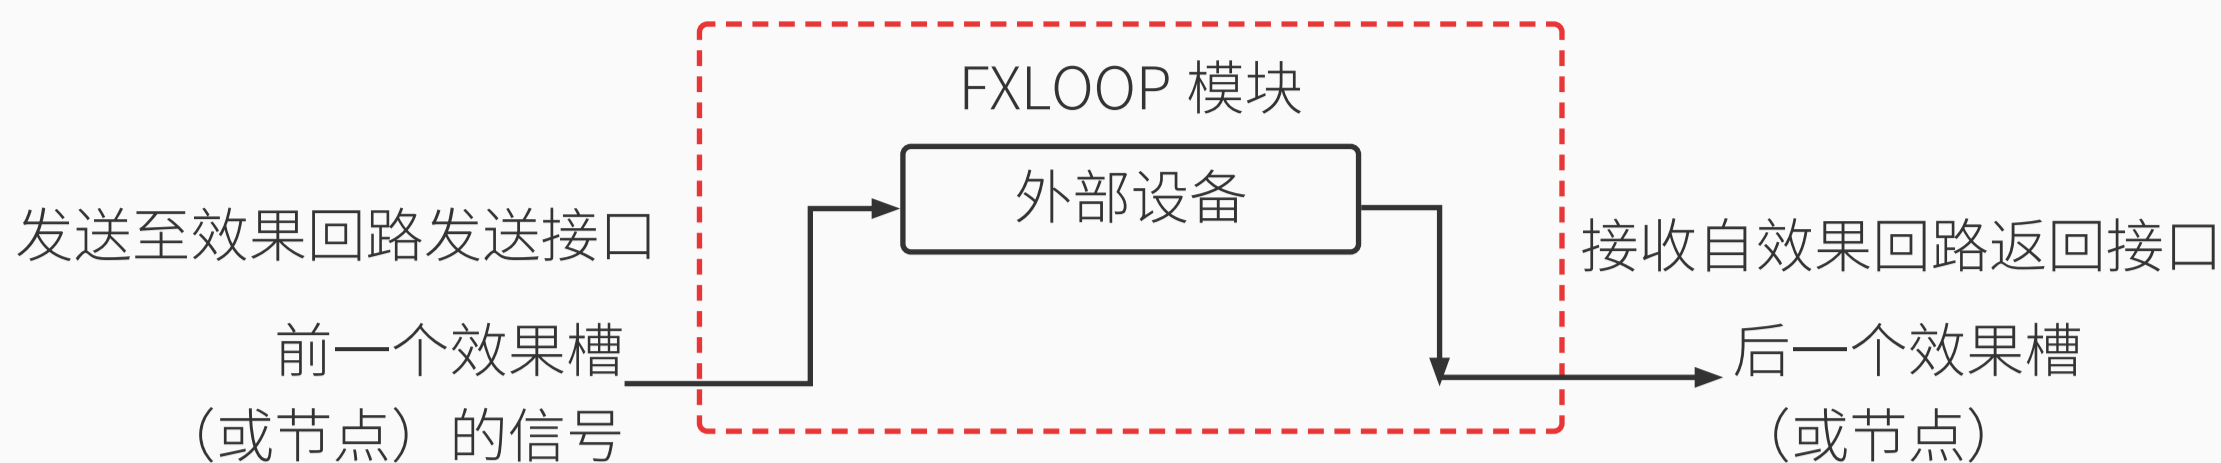 FXLOOP 模块
外部设备
发送至效果回路发送接口
接收自效果回路返回接口
前一个效果槽
（或节点）的信号
后一个效果槽
（或节点）